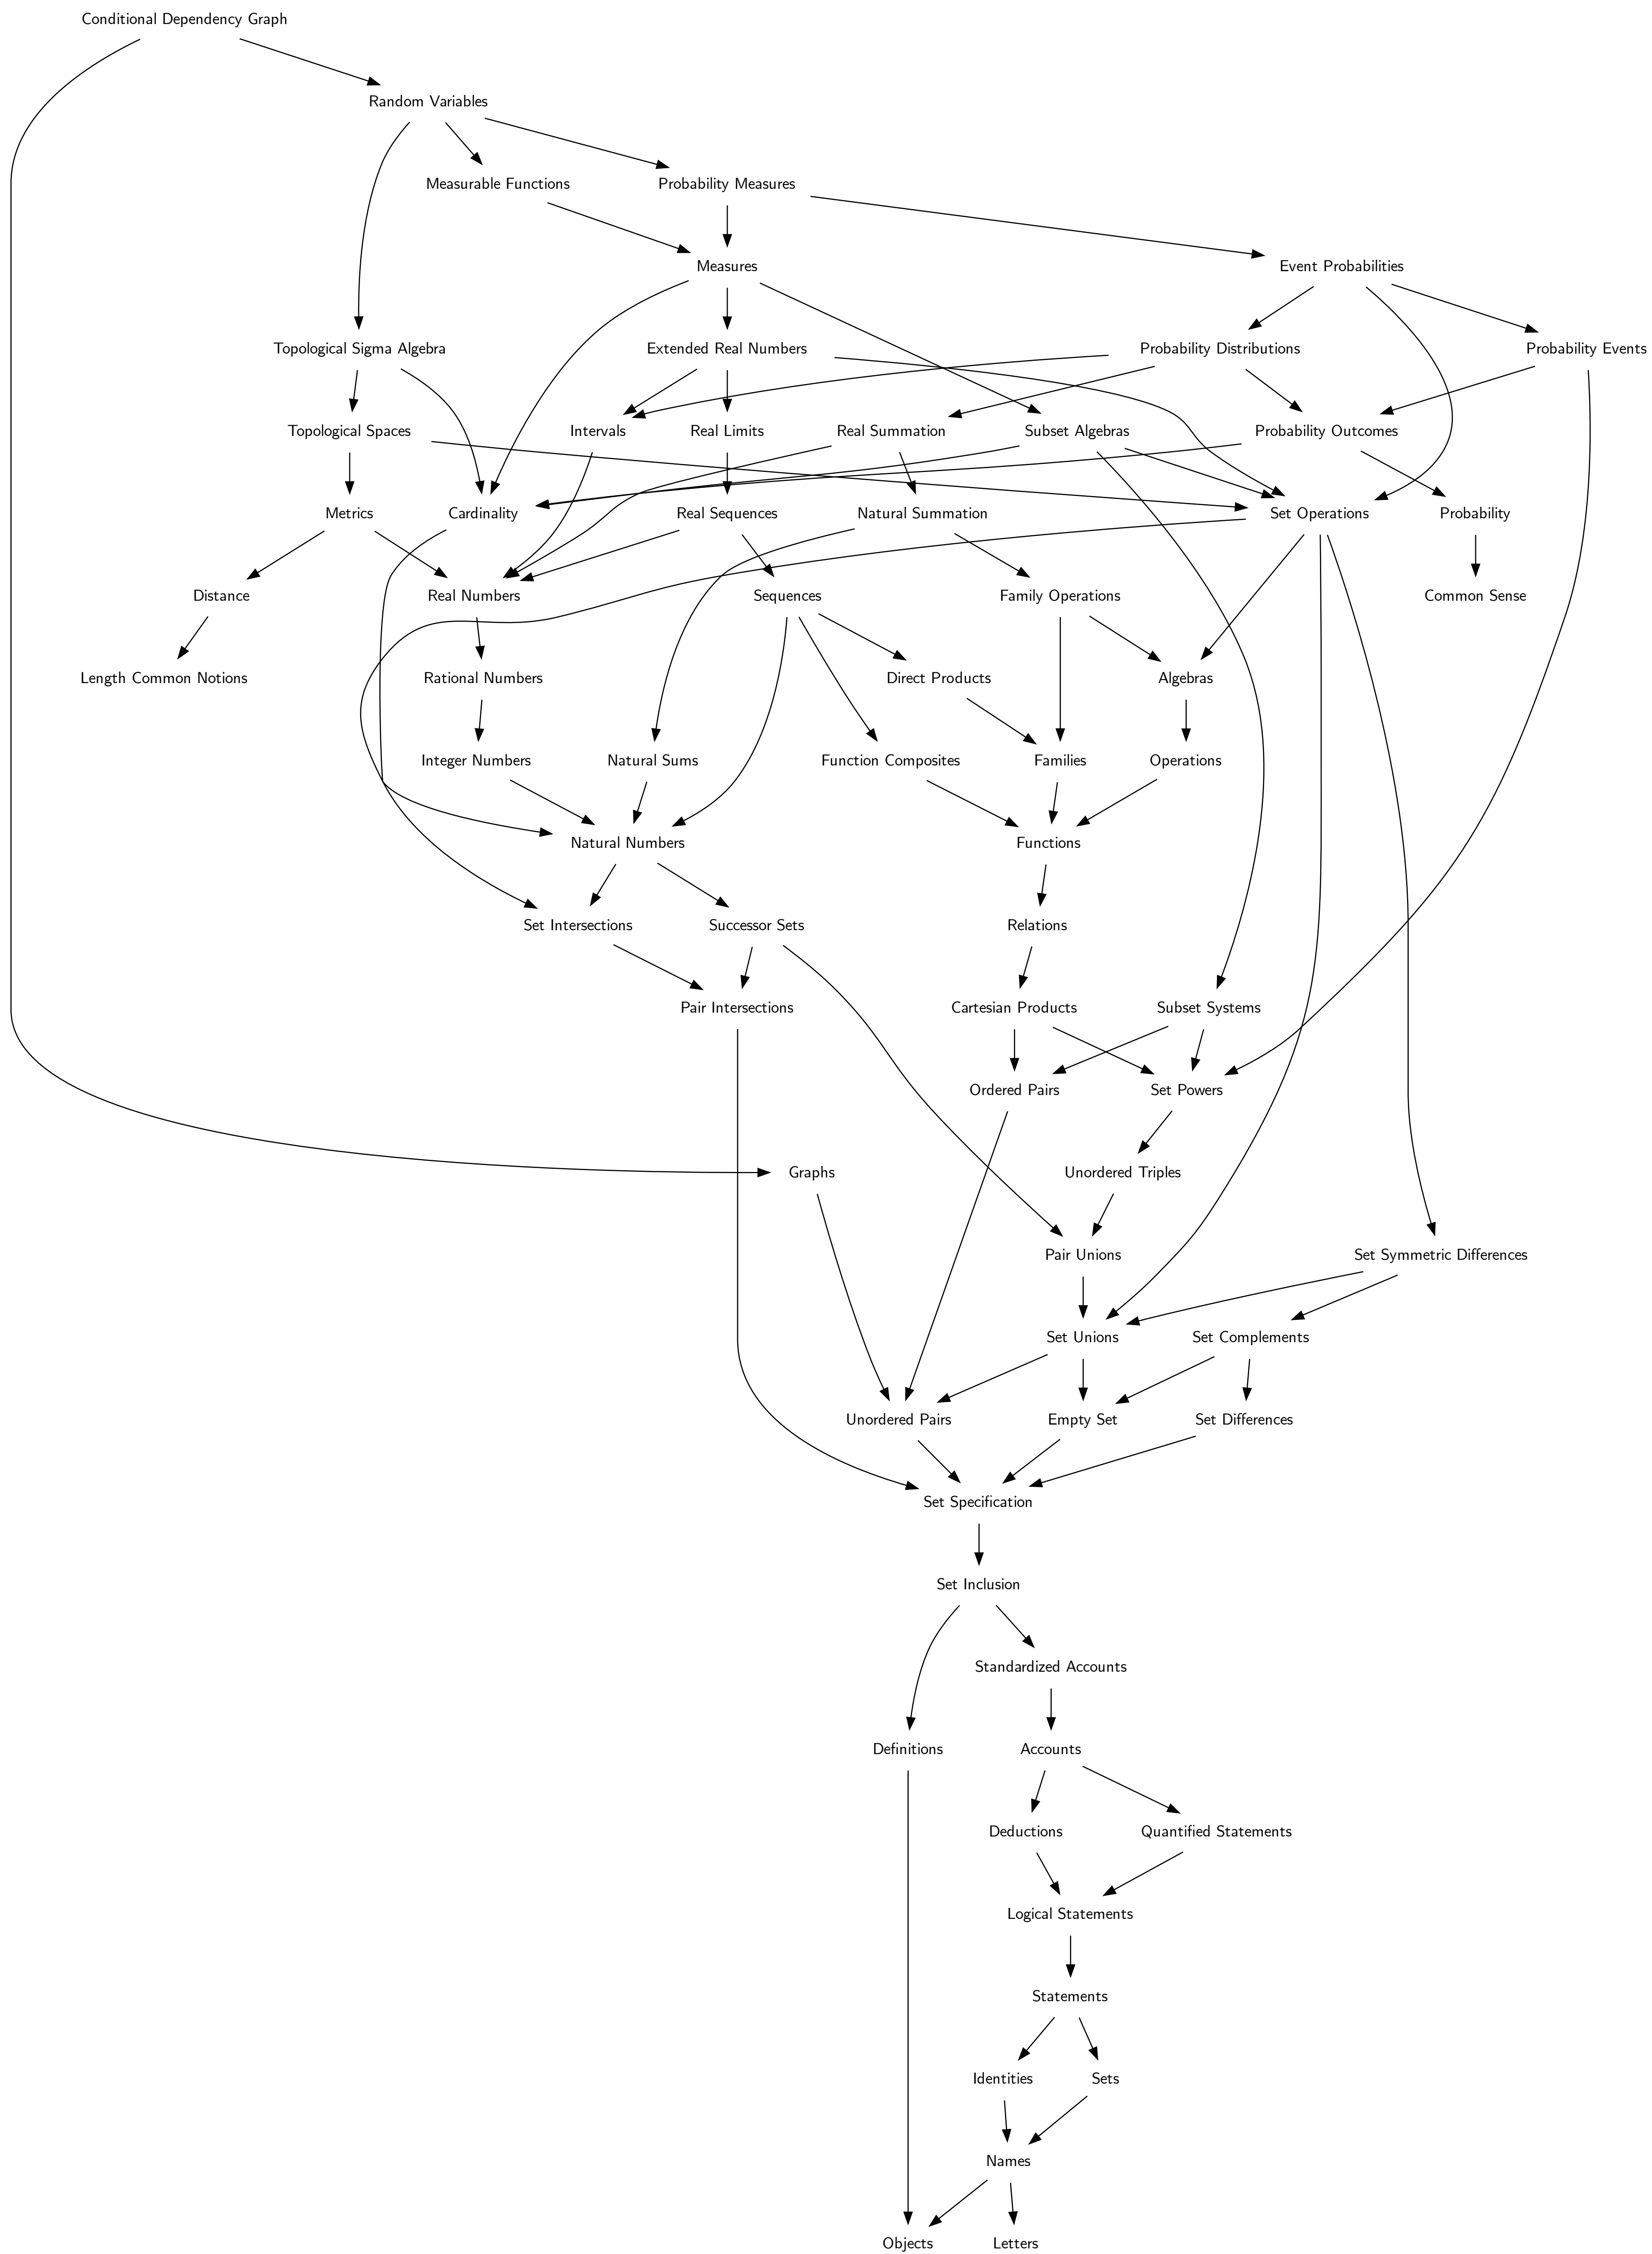 Conditional Dependency Graph
Random Variables
Measurable Functions
Probability Measures
Measures
Event Probabilities
Topological Sigma Algebra
Extended Real Numbers
Probability Distributions
Probability Events
Topological Spaces
Intervals
Real Limits
Real Summation
Subset Algebras
Probability Outcomes
Metrics
Cardinality
Real Sequences
Natural Summation
Set Operations
Probability
Distance
Real Numbers
Sequences
Family Operations
Common Sense
Length Common Notions
Rational Numbers
Direct Products
Algebras
Integer Numbers
Natural Sums
Function Composites
Families
Operations
Natural Numbers
Functions
Set Intersections
Successor Sets
Relations
Pair Intersections
Cartesian Products
Subset Systems
Ordered Pairs
Set Powers
Graphs
Unordered Triples
Pair Unions
Set Symmetric Differences
Set Unions
Set Complements
Unordered Pairs
Empty Set
Set Differences
Set Specification
Set Inclusion
Standardized Accounts
Definitions
Accounts
Deductions
Quantified Statements
Logical Statements
Statements
Identities
Sets
Names
Objects
Letters